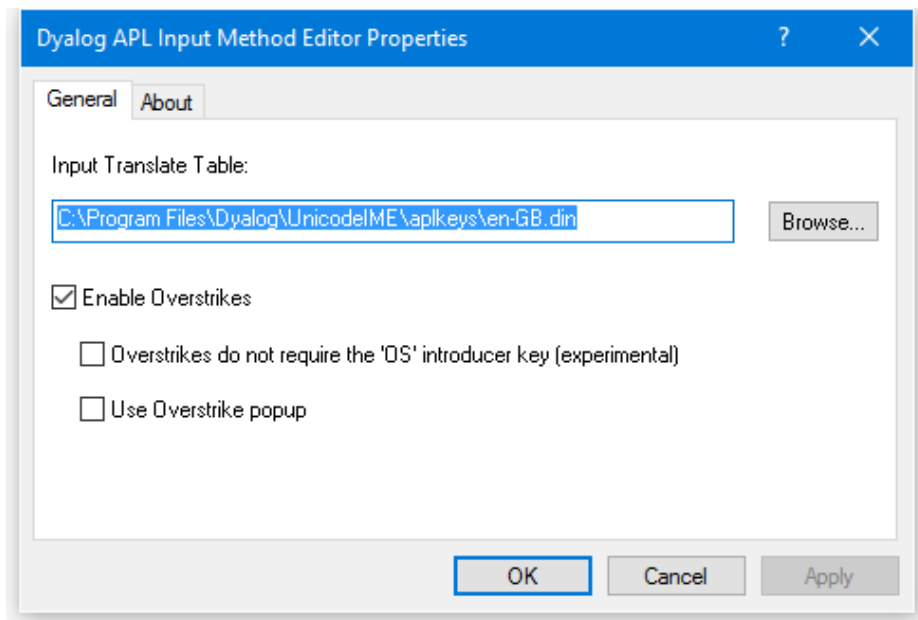 Dyalog APL Input Method Editor Properties ? ✕
General About
Input Translate Table:
C:\Program Files\Dyalog\UnicodeIME\aplkeys\en-GB.din Browse...
Enable Overstrikes
Overstrikes do not require the 'OS' introducer key (experimental)
Use Overstrike popup
OK Cancel Apply